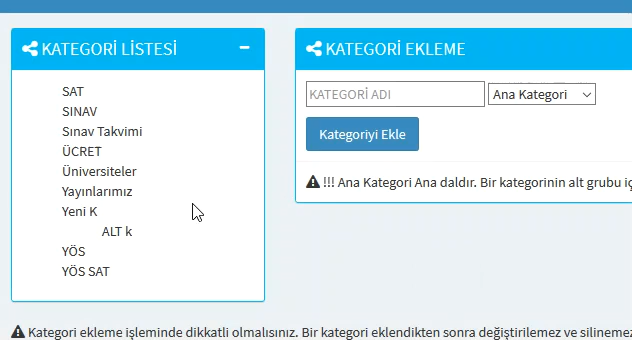 KATEGORİ LİSTESİ
SAT
SINAV
Sınav Takvimi
ÜCRET
Üniversiteler
Yayınlarımız
Yeni K
ALT k
YÖS
YÖS SAT
KATEGORİ EKLEME
KATEGORİ ADI
Ana Kategori
Kategoriyi Ekle
!!! Ana Kategori Ana daldır. Bir kategorinin alt grubu iç
Kategori ekleme işleminde dikkatli olmalısınız. Bir kategori eklendikten sonra değiştirilemez ve silinemez